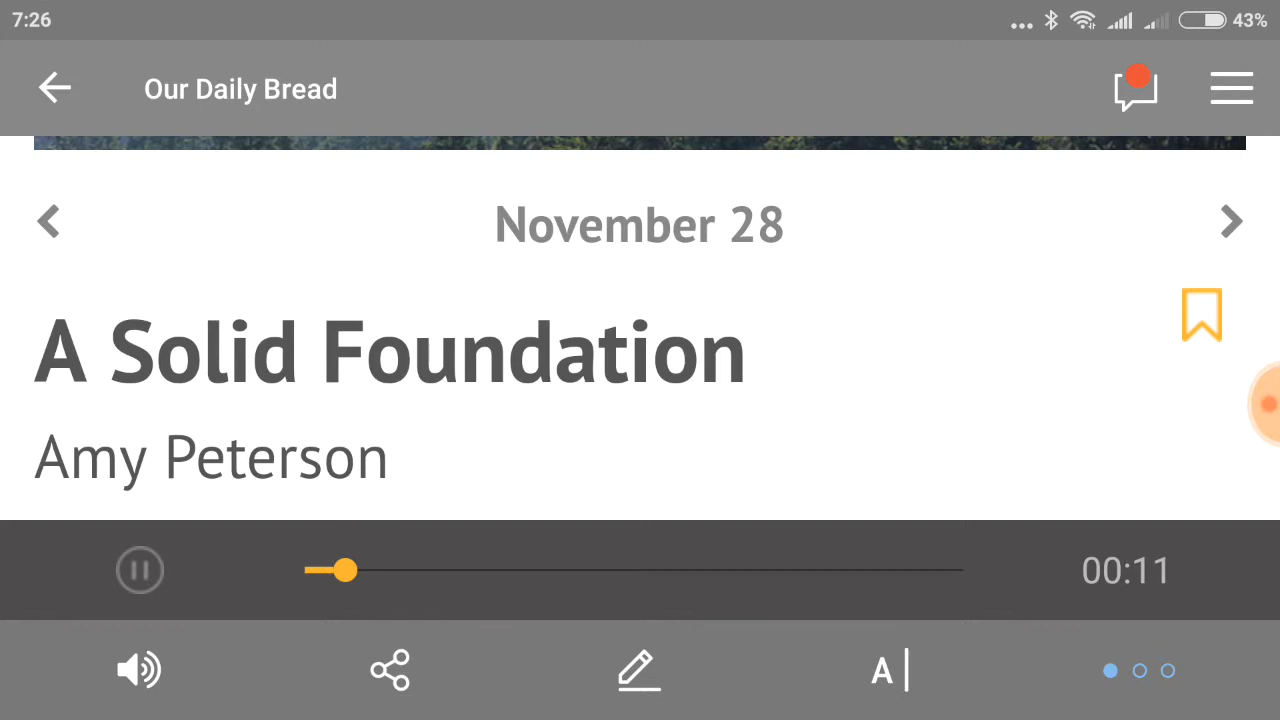 7:26 43%
Our Daily Bread
November 28
A Solid Foundation
Amy Peterson
00:11
A